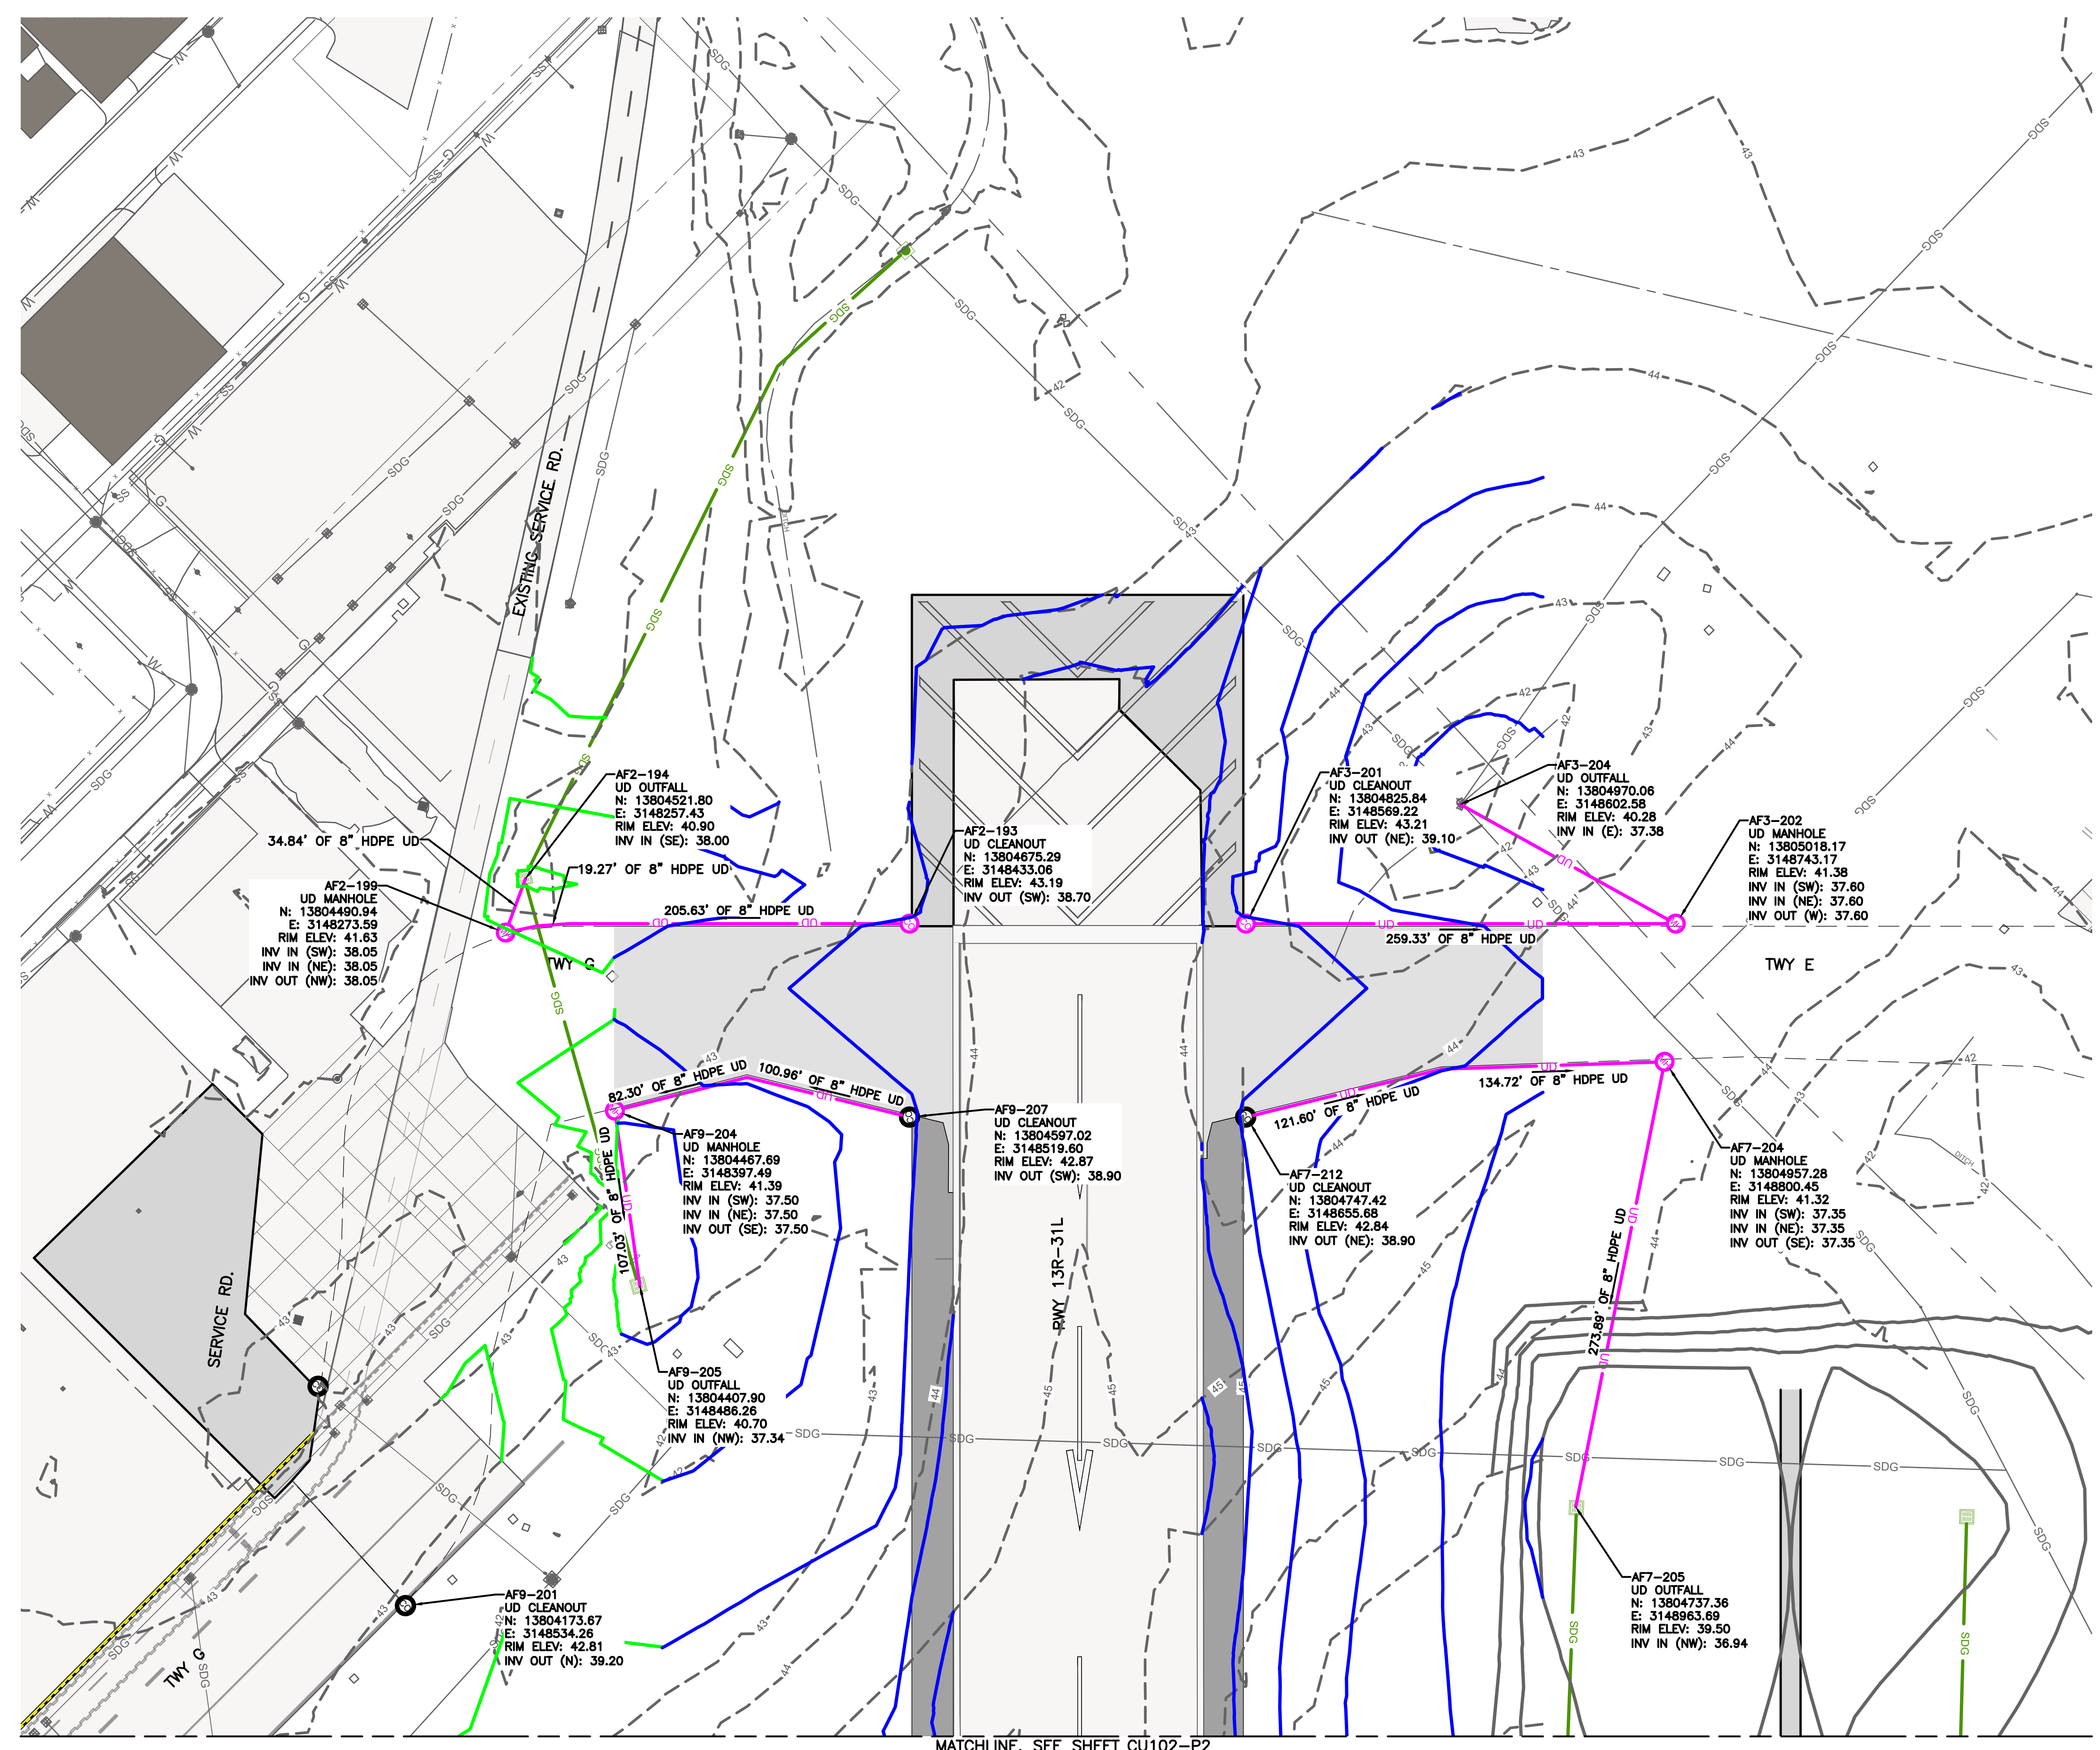 EXISTING SERVICE RD.
AF2-194
UD OUTFALL
N: 13804521.80
E: 3148257.43
RIM ELEV: 40.90
INV IN (SE): 38.00
34.84' OF 8" HDPE UD
19.27' OF 8" HDPE UD
AF2-199
UD MANHOLE
N: 13804490.94
E: 3148273.59
RIM ELEV: 41.63
INV IN (SW): 38.05
INV IN (NE): 38.05
INV OUT (NW): 38.05
205.63' OF 8" HDPE UD
AF2-193
UD CLEANOUT
N: 13804675.29
E: 3148433.06
RIM ELEV: 43.19
INV OUT (SW): 38.70
AF3-201
UD CLEANOUT
N: 13804825.84
E: 3148569.22
RIM ELEV: 43.21
INV OUT (NE): 39.10
AF3-204
UD OUTFALL
N: 13804970.06
E: 3148602.58
RIM ELEV: 40.28
INV IN (E): 37.38
AF3-202
UD MANHOLE
N: 13805018.17
E: 3148743.17
RIM ELEV: 41.38
INV IN (SW): 37.60
INV IN (NE): 37.60
INV OUT (W): 37.60
259.33' OF 8" HDPE UD
TWY G
TWY E
82.30' OF 8" HDPE UD
100.96' OF 8" HDPE UD
121.60' OF 8" HDPE UD
134.72' OF 8" HDPE UD
AF9-204
UD MANHOLE
N: 13804467.69
E: 3148397.49
RIM ELEV: 41.39
INV IN (SW): 37.50
INV IN (NE): 37.50
INV OUT (SE): 37.50
107.03' OF 8" HDPE UD
AF9-207
UD CLEANOUT
N: 13804597.02
E: 3148519.60
RIM ELEV: 42.87
INV OUT (SW): 38.90
AF7-212
UD CLEANOUT
N: 13804747.42
E: 3148655.68
RIM ELEV: 42.84
INV OUT (NE): 38.90
AF7-204
UD MANHOLE
N: 13804957.28
E: 3148800.45
RIM ELEV: 41.32
INV IN (SW): 37.35
INV IN (NE): 37.35
INV OUT (SE): 37.35
273.89' OF 8" HDPE UD
RWY 13R-31L
SERVICE RD.
AF9-205
UD OUTFALL
N: 13804407.90
E: 3148486.26
RIM ELEV: 40.70
INV IN (NW): 37.34
AF9-201
UD CLEANOUT
N: 13804173.67
E: 3148534.26
RIM ELEV: 42.81
INV OUT (N): 39.20
AF7-205
UD OUTFALL
N: 13804737.36
E: 3148963.69
RIM ELEV: 39.50
INV IN (NW): 36.94
TWY G
MATCHLINE, SEE SHEET CU102-P2